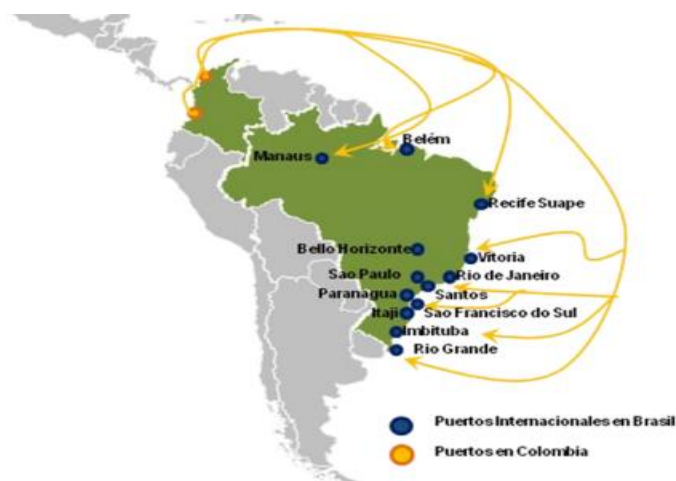 Belém
Manaus
Recife Suape
Bello Horizonte
Vitoria
Sao Paulo
Rio de Janeiro
Paranagua
Santos
Itaji
Sao Francisco do Sul
Imbituba
Rio Grande
Puertos Internacionales en Brasil
Puertos en Colombia